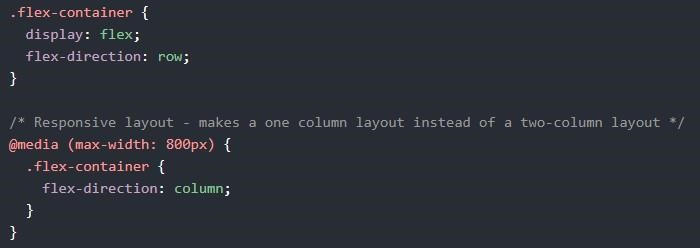 .flex-container {
  display: flex;
  flex-direction: row;
}

/* Responsive layout - makes a one column layout instead of a two-column layout */
@media (max-width: 800px) {
  .flex-container {
    flex-direction: column;
  }
}